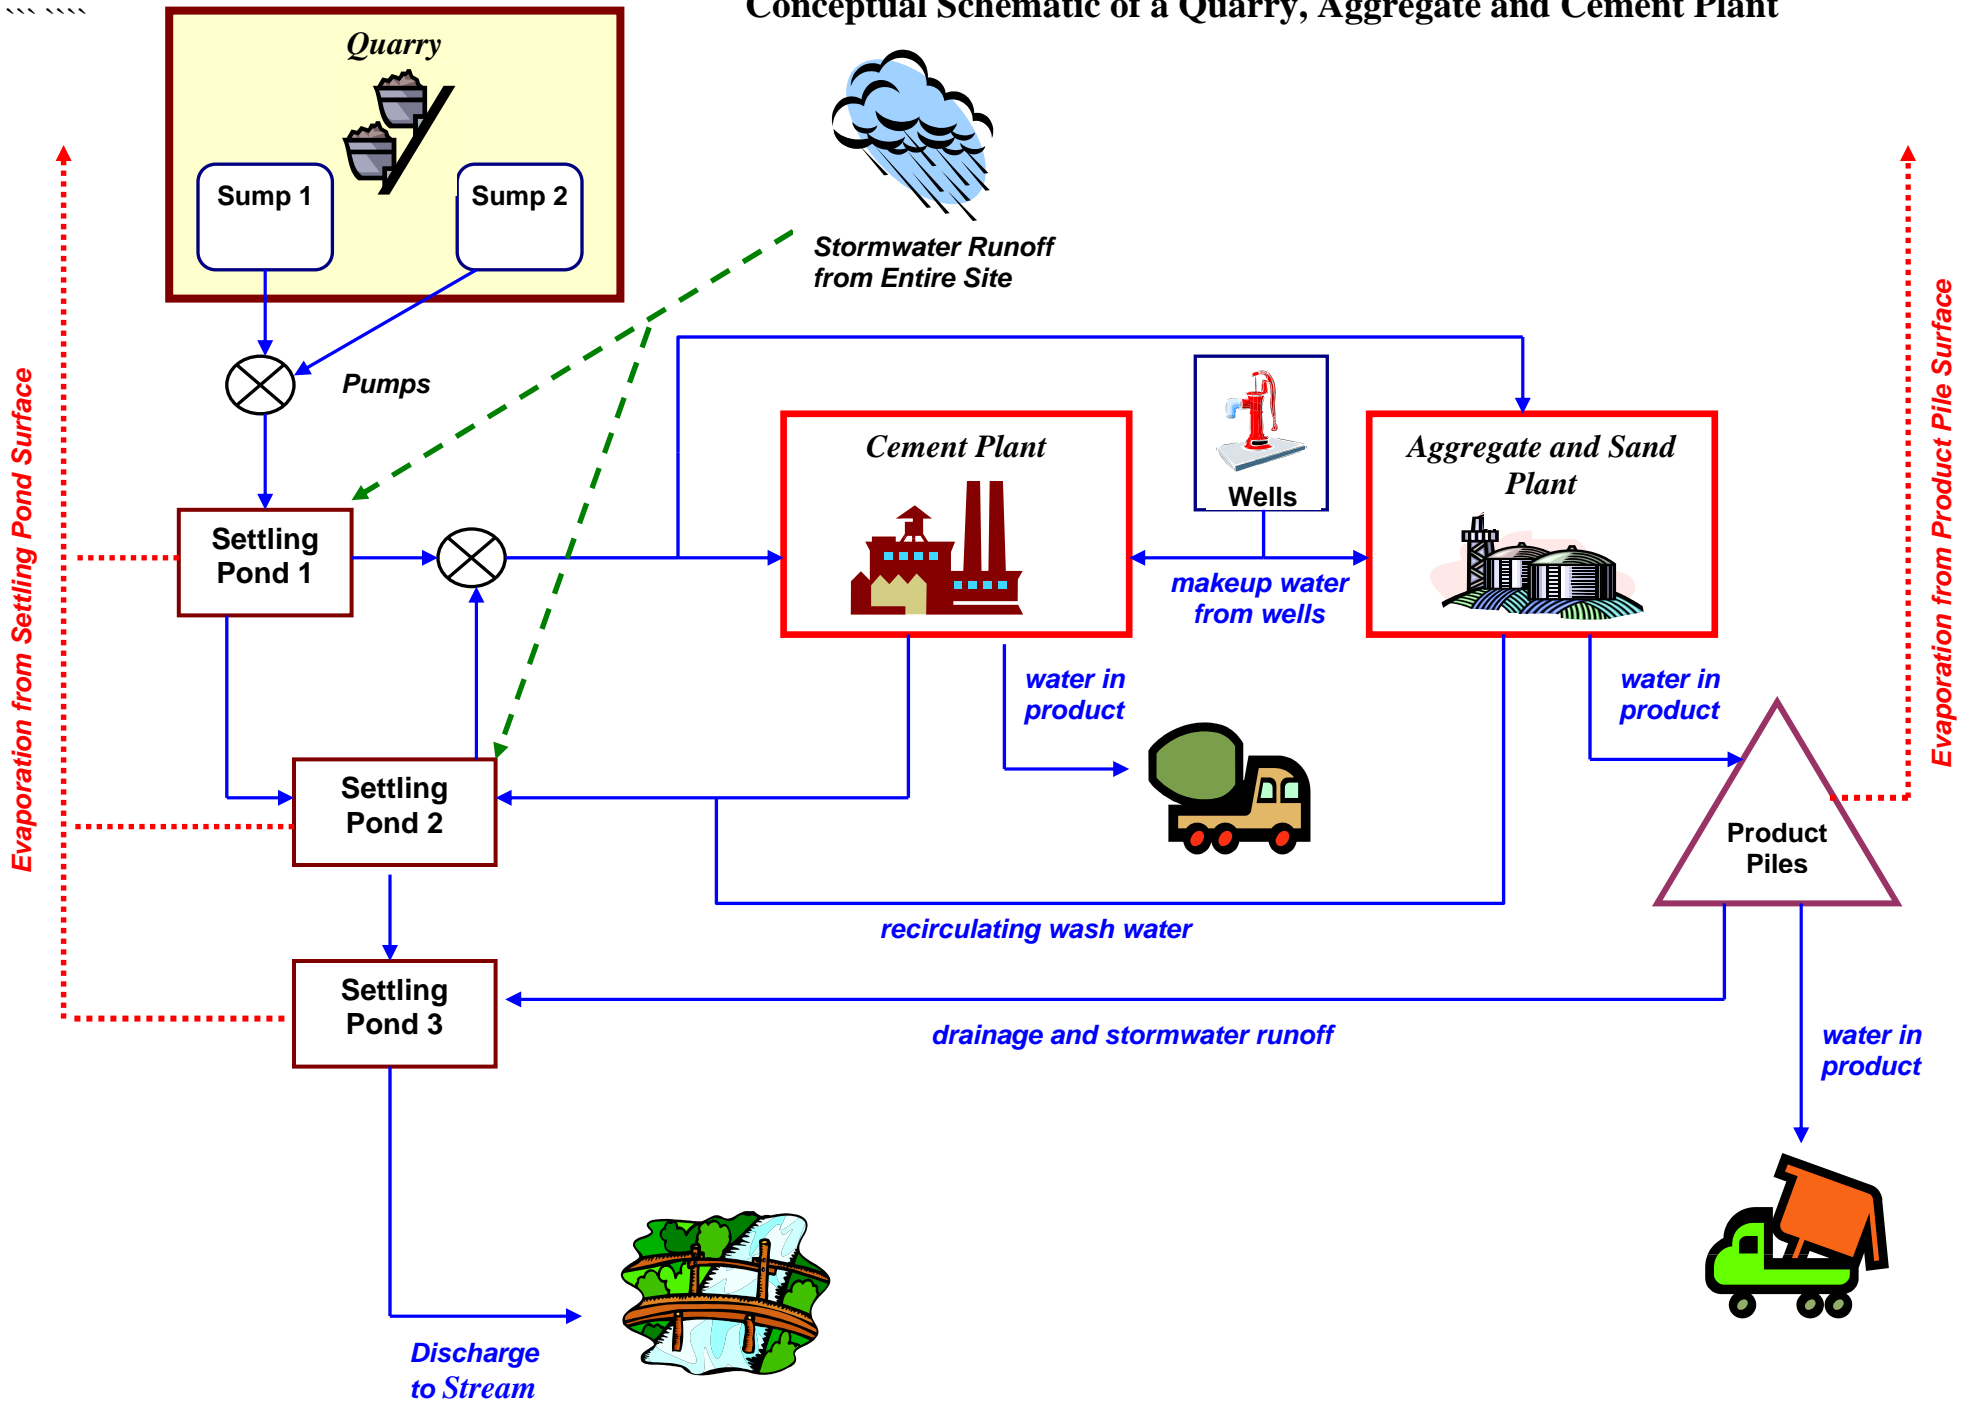 ``` ````
Conceptual Schematic of a Quarry, Aggregate and Cement Plant
Quarry
Sump 1
Sump 2
Stormwater Runoff
from Entire Site
Pumps
Cement Plant
Wells
Aggregate and Sand
Plant
Settling
Pond 1
makeup water
from wells
water in
product
water in
product
Settling
Pond 2
Product
Piles
recirculating wash water
Settling
Pond 3
drainage and stormwater runoff
water in
product
Discharge
to Stream
Evaporation from Settling Pond Surface
Evaporation from Product Pile Surface